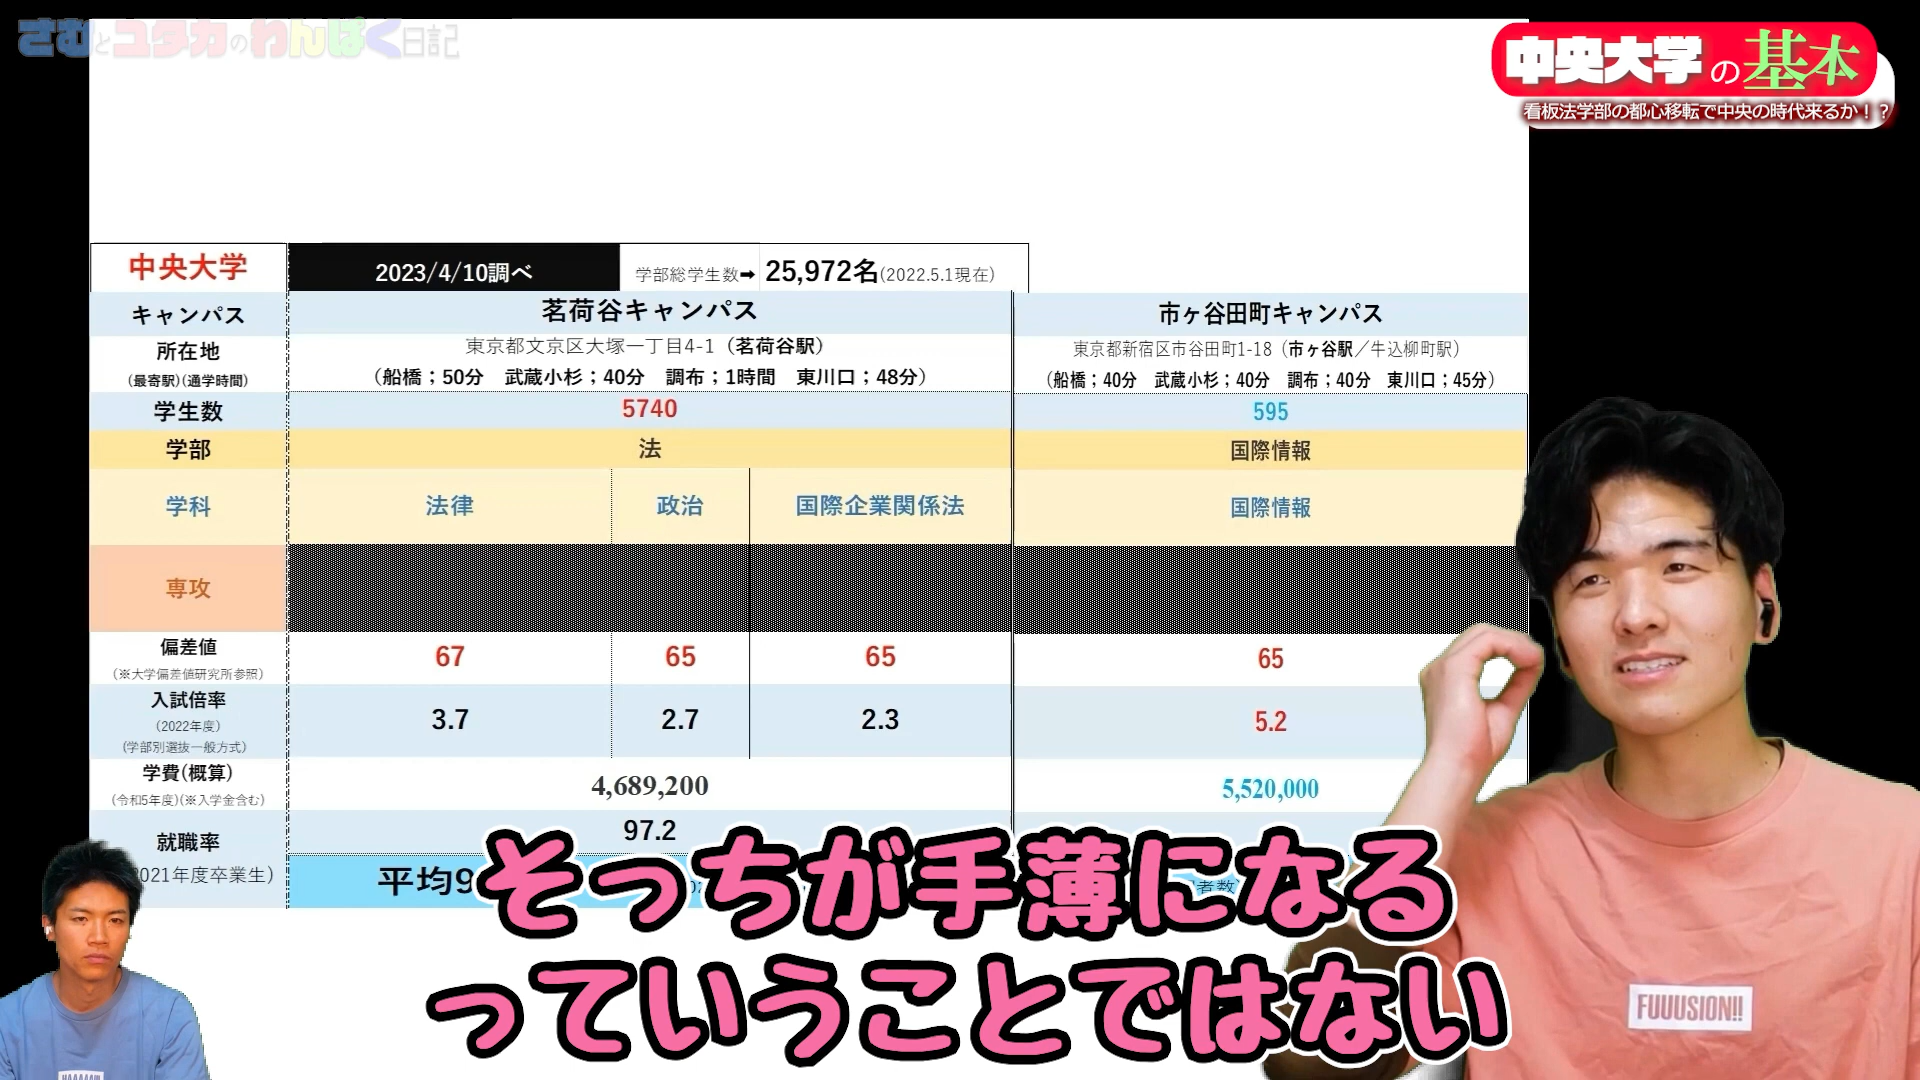 さむとユタカのわんぱく日記
中央大学の基本
看板法学部の都心移転で中央の時代来るか！？
中央大学 2023/4/10調べ 学部総学生数➡ 25,972名(2022.5.1現在)
キャンパス 茗荷谷キャンパス 市ヶ谷田町キャンパス
所在地 東京都文京区大塚一丁目4-1（茗荷谷駅） 東京都新宿区市谷田町1-18（市ヶ谷駅／牛込柳町駅）
(最寄駅)(通学時間) （船橋；50分 武蔵小杉；40分 調布；1時間 東川口；48分） （船橋；40分 武蔵小杉；40分 調布；40分 東川口；45分）
学生数 5740 595
学部 法 国際情報
学科 法律 政治 国際企業関係法 国際情報
専攻
偏差値 67 65 65 65
(※大学偏差値研究所参照)
入試倍率 3.7 2.7 2.3 5.2
(2022年度)
(学部別選抜一般方式)
学費(概算) 4,689,200 5,520,000
(令和5年度)(※入学金含む)
就職率 97.2
021年度卒業生） 平均9 者数
そっちが手薄になる
っていうことではない
FUUUSION!!